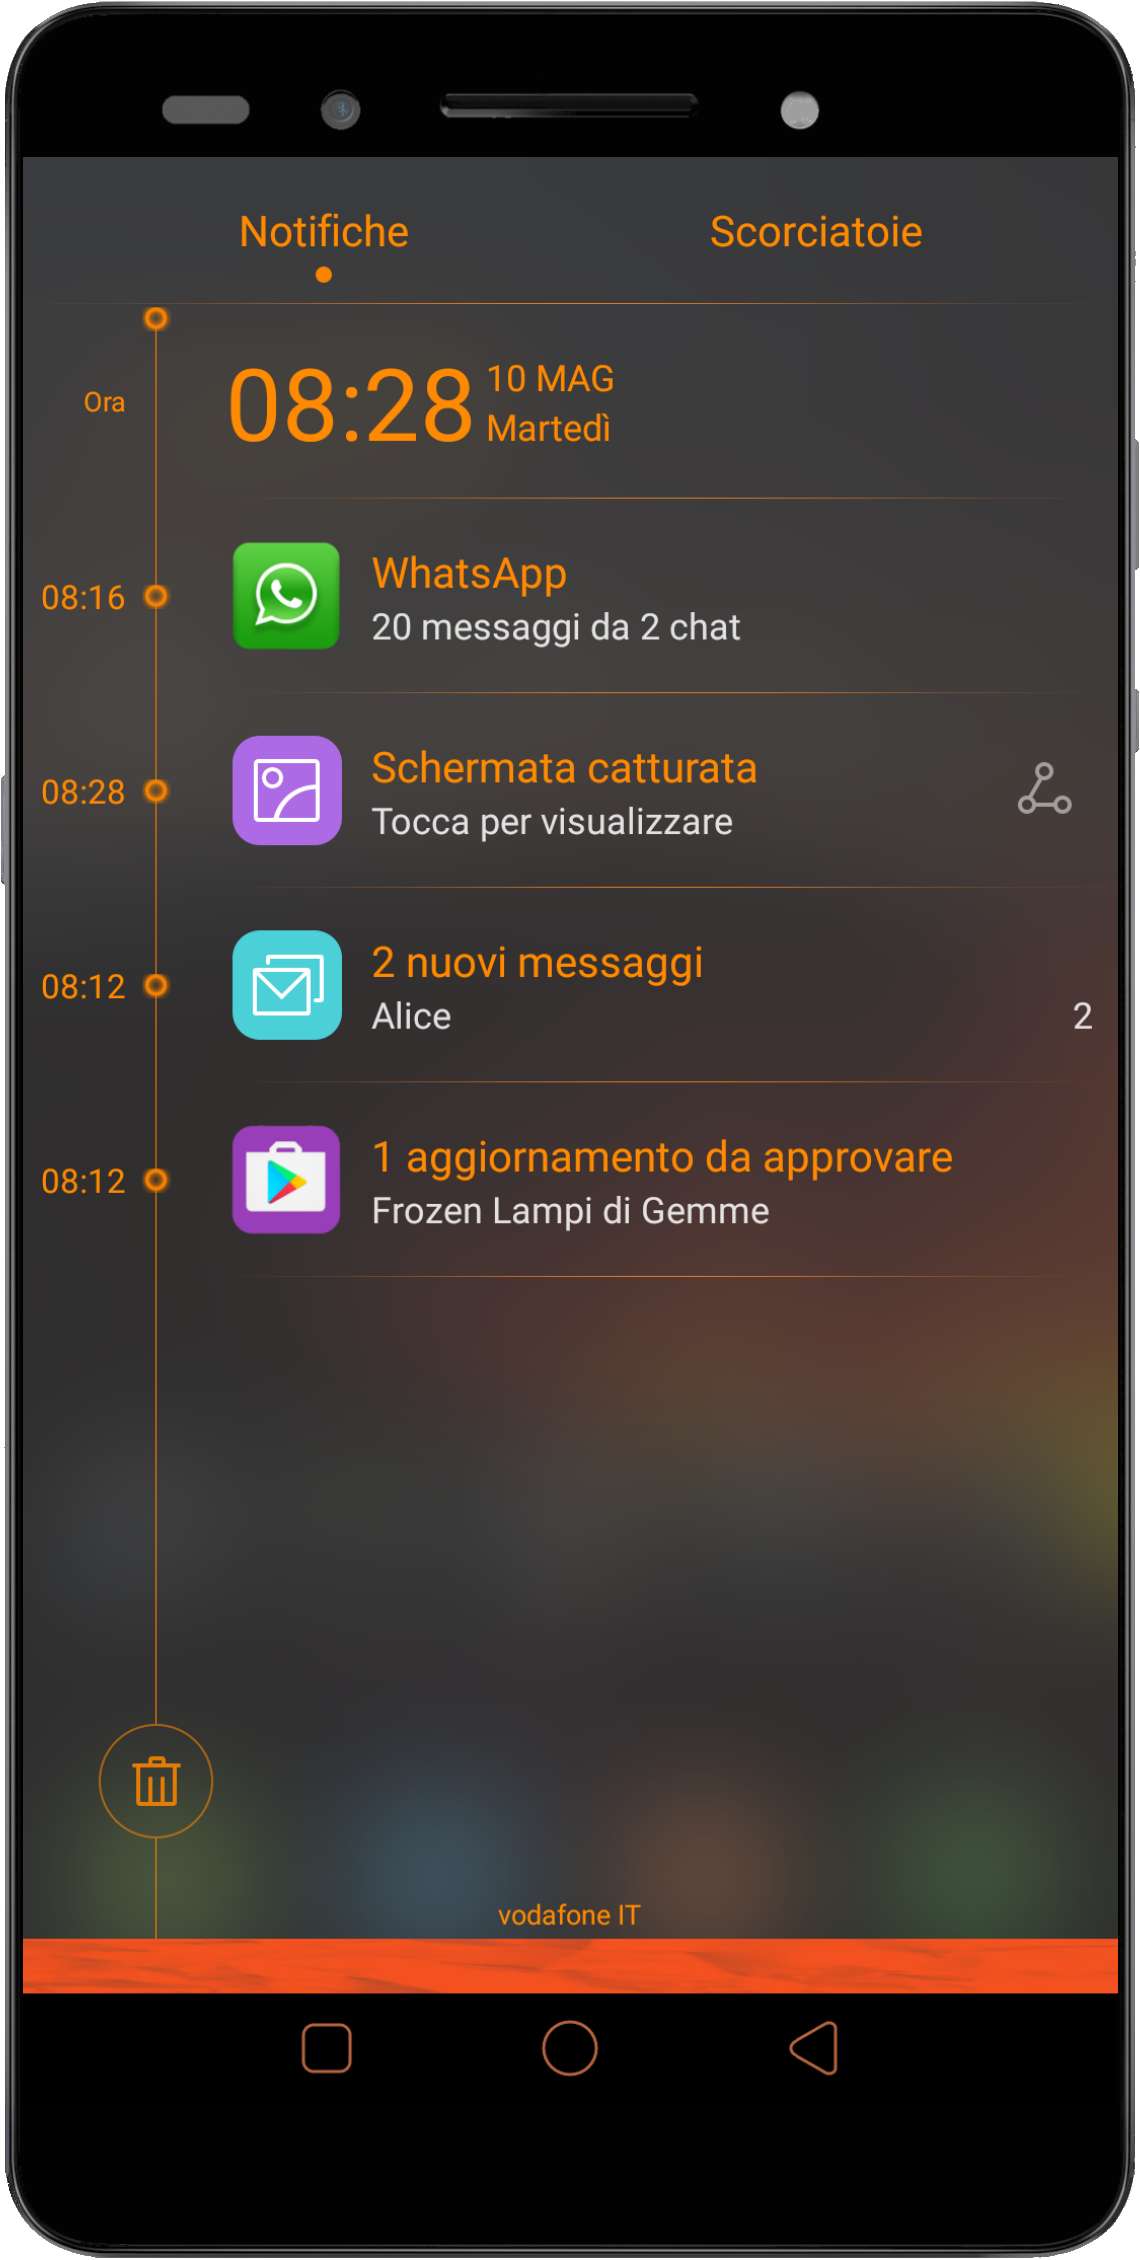 Notifiche
Scorciatoie
Ora
08:28
10 MAG
Martedì
08:16
WhatsApp
20 messaggi da 2 chat
08:28
Schermata catturata
Tocca per visualizzare
08:12
2 nuovi messaggi
Alice
2
08:12
1 aggiornamento da approvare
Frozen Lampi di Gemme
vodafone IT